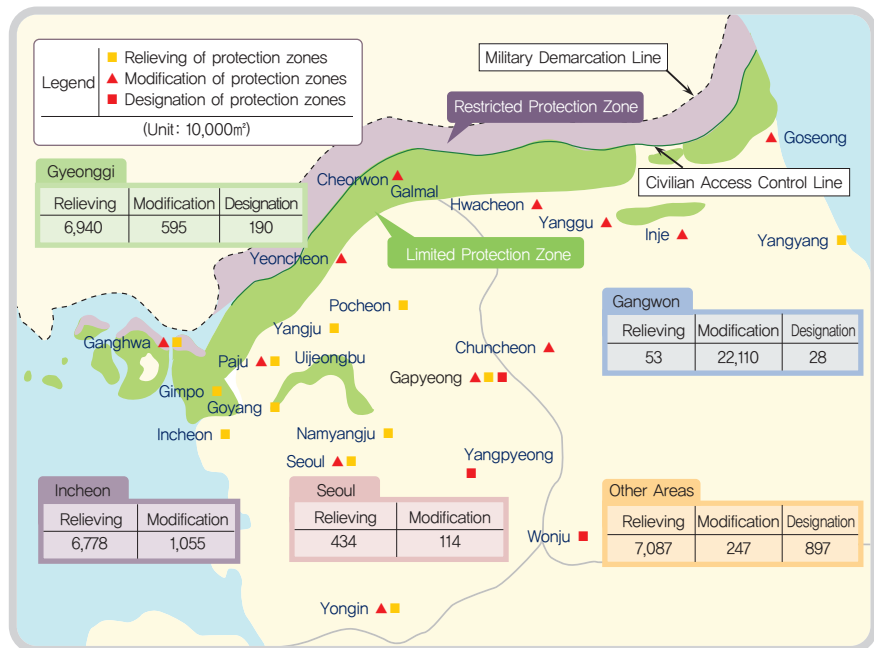 Legend
Relieving of protection zones
Modification of protection zones
Designation of protection zones
(Unit: 10,000㎡)
Military Demarcation Line
Restricted Protection Zone
Goseong
Civilian Access Control Line
Gyeonggi
Relieving Modification Designation
6,940 595 190
Cheorwon
Galmal
Hwacheon
Yanggu
Inje
Yangyang
Limited Protection Zone
Yeoncheon
Pocheon
Yangju
Ganghwa
Paju
Uijeongbu
Chuncheon
Gapyeong
Gimpo
Goyang
Incheon
Namyangju
Seoul
Yangpyeong
Wonju
Yongin
Gangwon
Relieving Modification Designation
53 22,110 28
Incheon
Relieving Modification
6,778 1,055
Seoul
Relieving Modification
434 114
Other Areas
Relieving Modification Designation
7,087 247 897